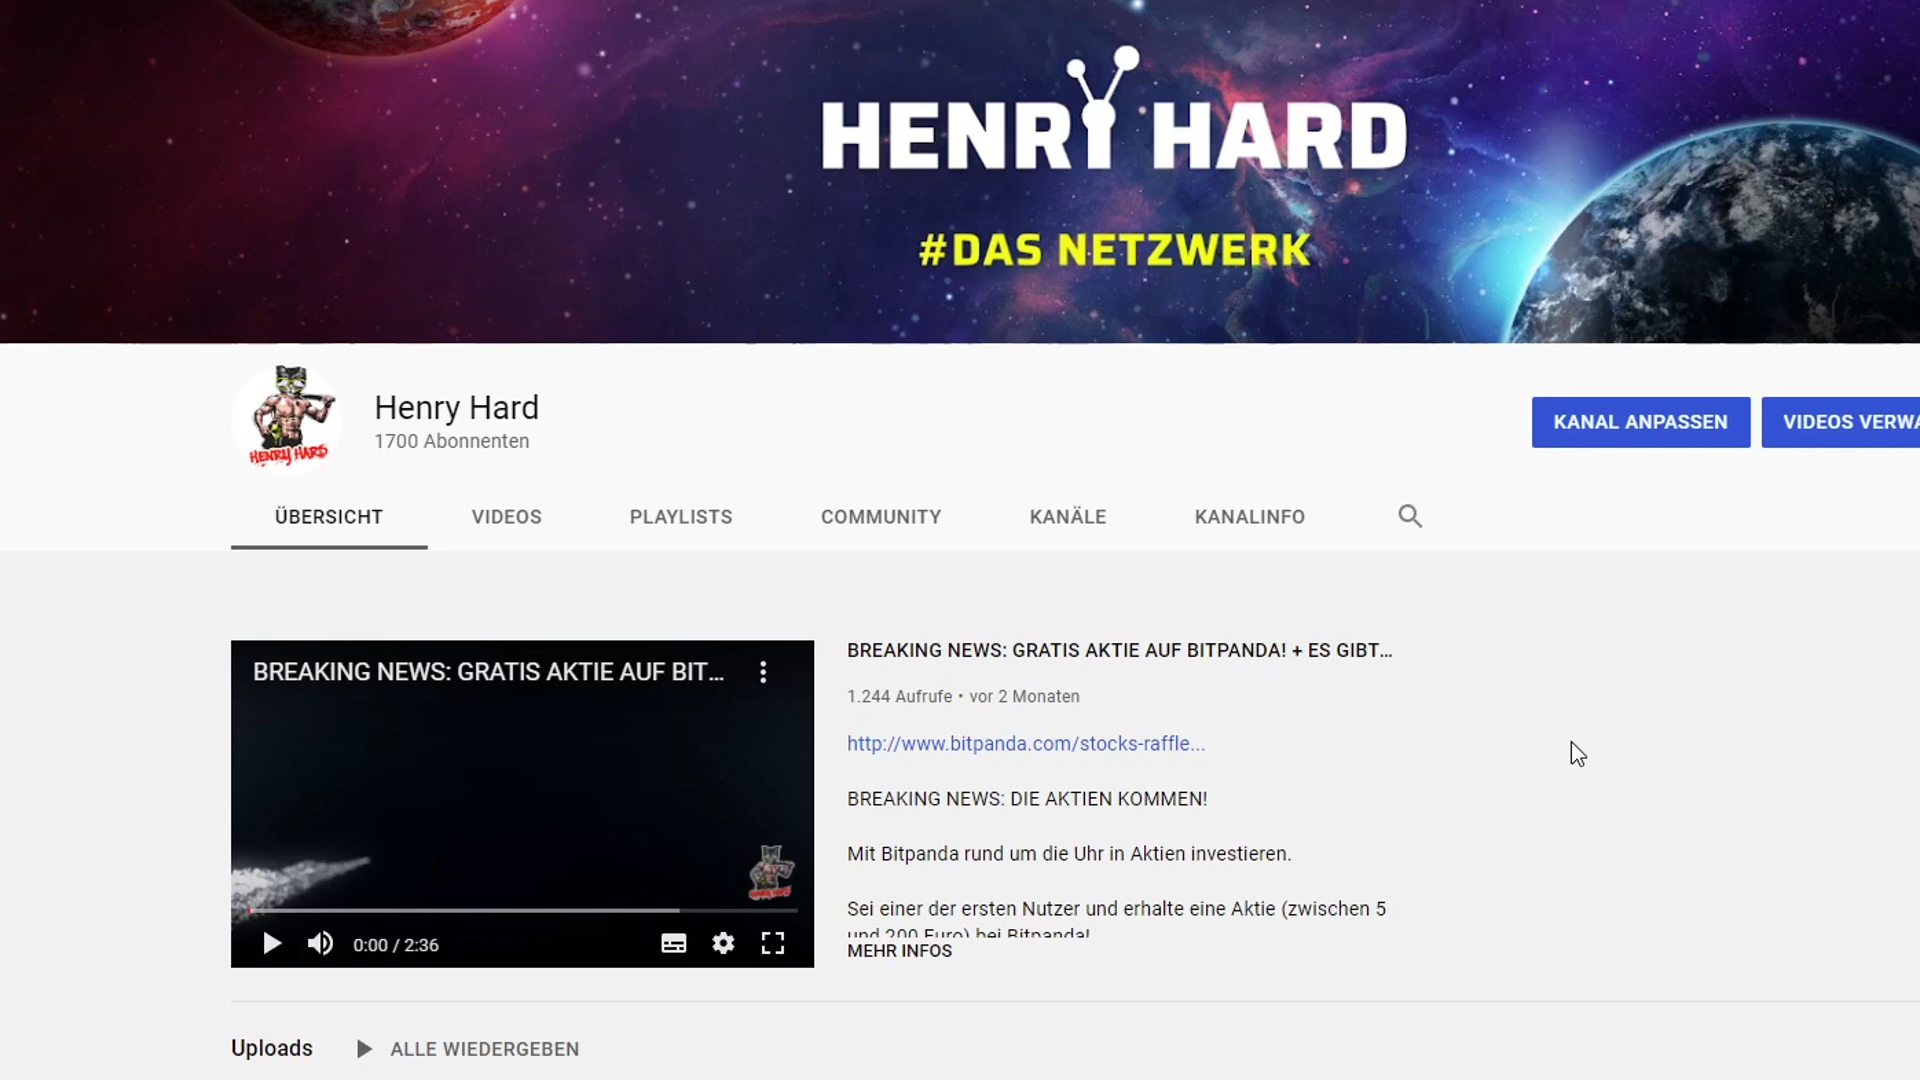 HENRY HARD
#DAS NETZWERK
HENRY HARD
Henry Hard
1700 Abonnenten
KANAL ANPASSEN
VIDEOS VERWA
ÜBERSICHT
VIDEOS
PLAYLISTS
COMMUNITY
KANÄLE
KANALINFO
BREAKING NEWS: GRATIS AKTIE AUF BIT...
HENRY HARD
0:00 / 2:36
BREAKING NEWS: GRATIS AKTIE AUF BITPANDA! + ES GIBT...
1.244 Aufrufe • vor 2 Monaten
http://www.bitpanda.com/stocks-raffle...
BREAKING NEWS: DIE AKTIEN KOMMEN!
Mit Bitpanda rund um die Uhr in Aktien investieren.
Sei einer der ersten Nutzer und erhalte eine Aktie (zwischen 5
und 200 Euro) bei Bitpanda!
MEHR INFOS
Uploads
ALLE WIEDERGEBEN